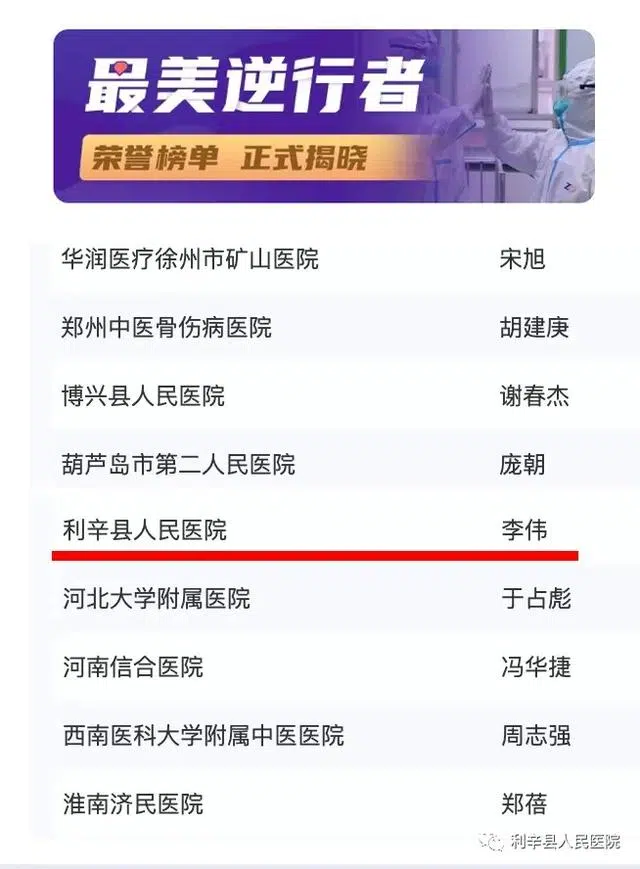 最美逆行者
荣誉榜单 正式揭晓
华润医疗徐州市矿山医院 宋旭
郑州中医骨伤病医院 胡建庚
博兴县人民医院 谢春杰
葫芦岛市第二人民医院 庞朝
利辛县人民医院 李伟
河北大学附属医院 于占彪
河南信合医院 冯华捷
西南医科大学附属中医医院 周志强
淮南济民医院 郑蓓
利辛县人民医院